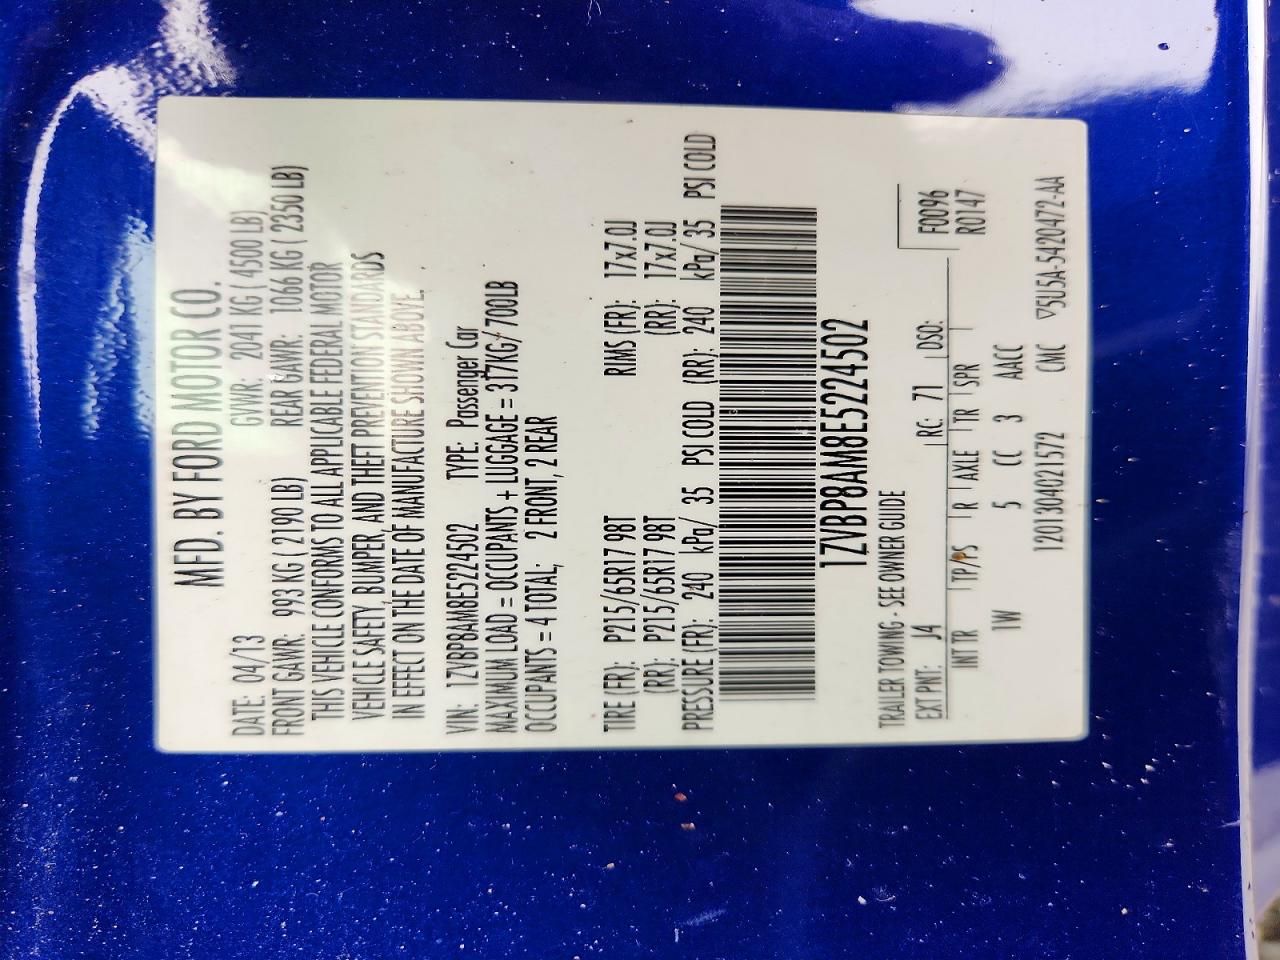 MFD. BY FORD MOTOR CO.
DATE: 04/13 GVWR: 2041 KG ( 4500 LB)
FRONT GAWR: 993 KG ( 2190 LB) REAR GAWR: 1066 KG ( 2350 LB)
THIS VEHICLE CONFORMS TO ALL APPLICABLE FEDERAL MOTOR
VEHICLE SAFETY, BUMPER, AND THEFT PREVENTION STANDARDS
IN EFFECT ON THE DATE OF MANUFACTURE SHOWN ABOVE.
VIN: 1ZVBP8AM8E5224502 TYPE: Passenger Car
MAXIMUM LOAD = OCCUPANTS + LUGGAGE = 317KG/ 700LB
OCCUPANTS = 4 TOTAL; 2 FRONT, 2 REAR
TIRE (FR): P215/65R17 98T RIMS (FR): 17x7.0J
(RR): P215/65R17 98T (RR): 17x7.0J
PRESSURE (FR): 240 kPa/ 35 PSI COLD (RR): 240 kPa/ 35 PSI COLD
1ZVBP8AM8E5224502
TRAILER TOWING - SEE OWNER GUIDE
EXT PNT: J4 RC: 71 DSO: F0096
INT TR TP/PS R AXLE TR SPR R0147
1W 5 CC 3 AACC
1201304021572 CMC ▽5U5A-5420472-AA